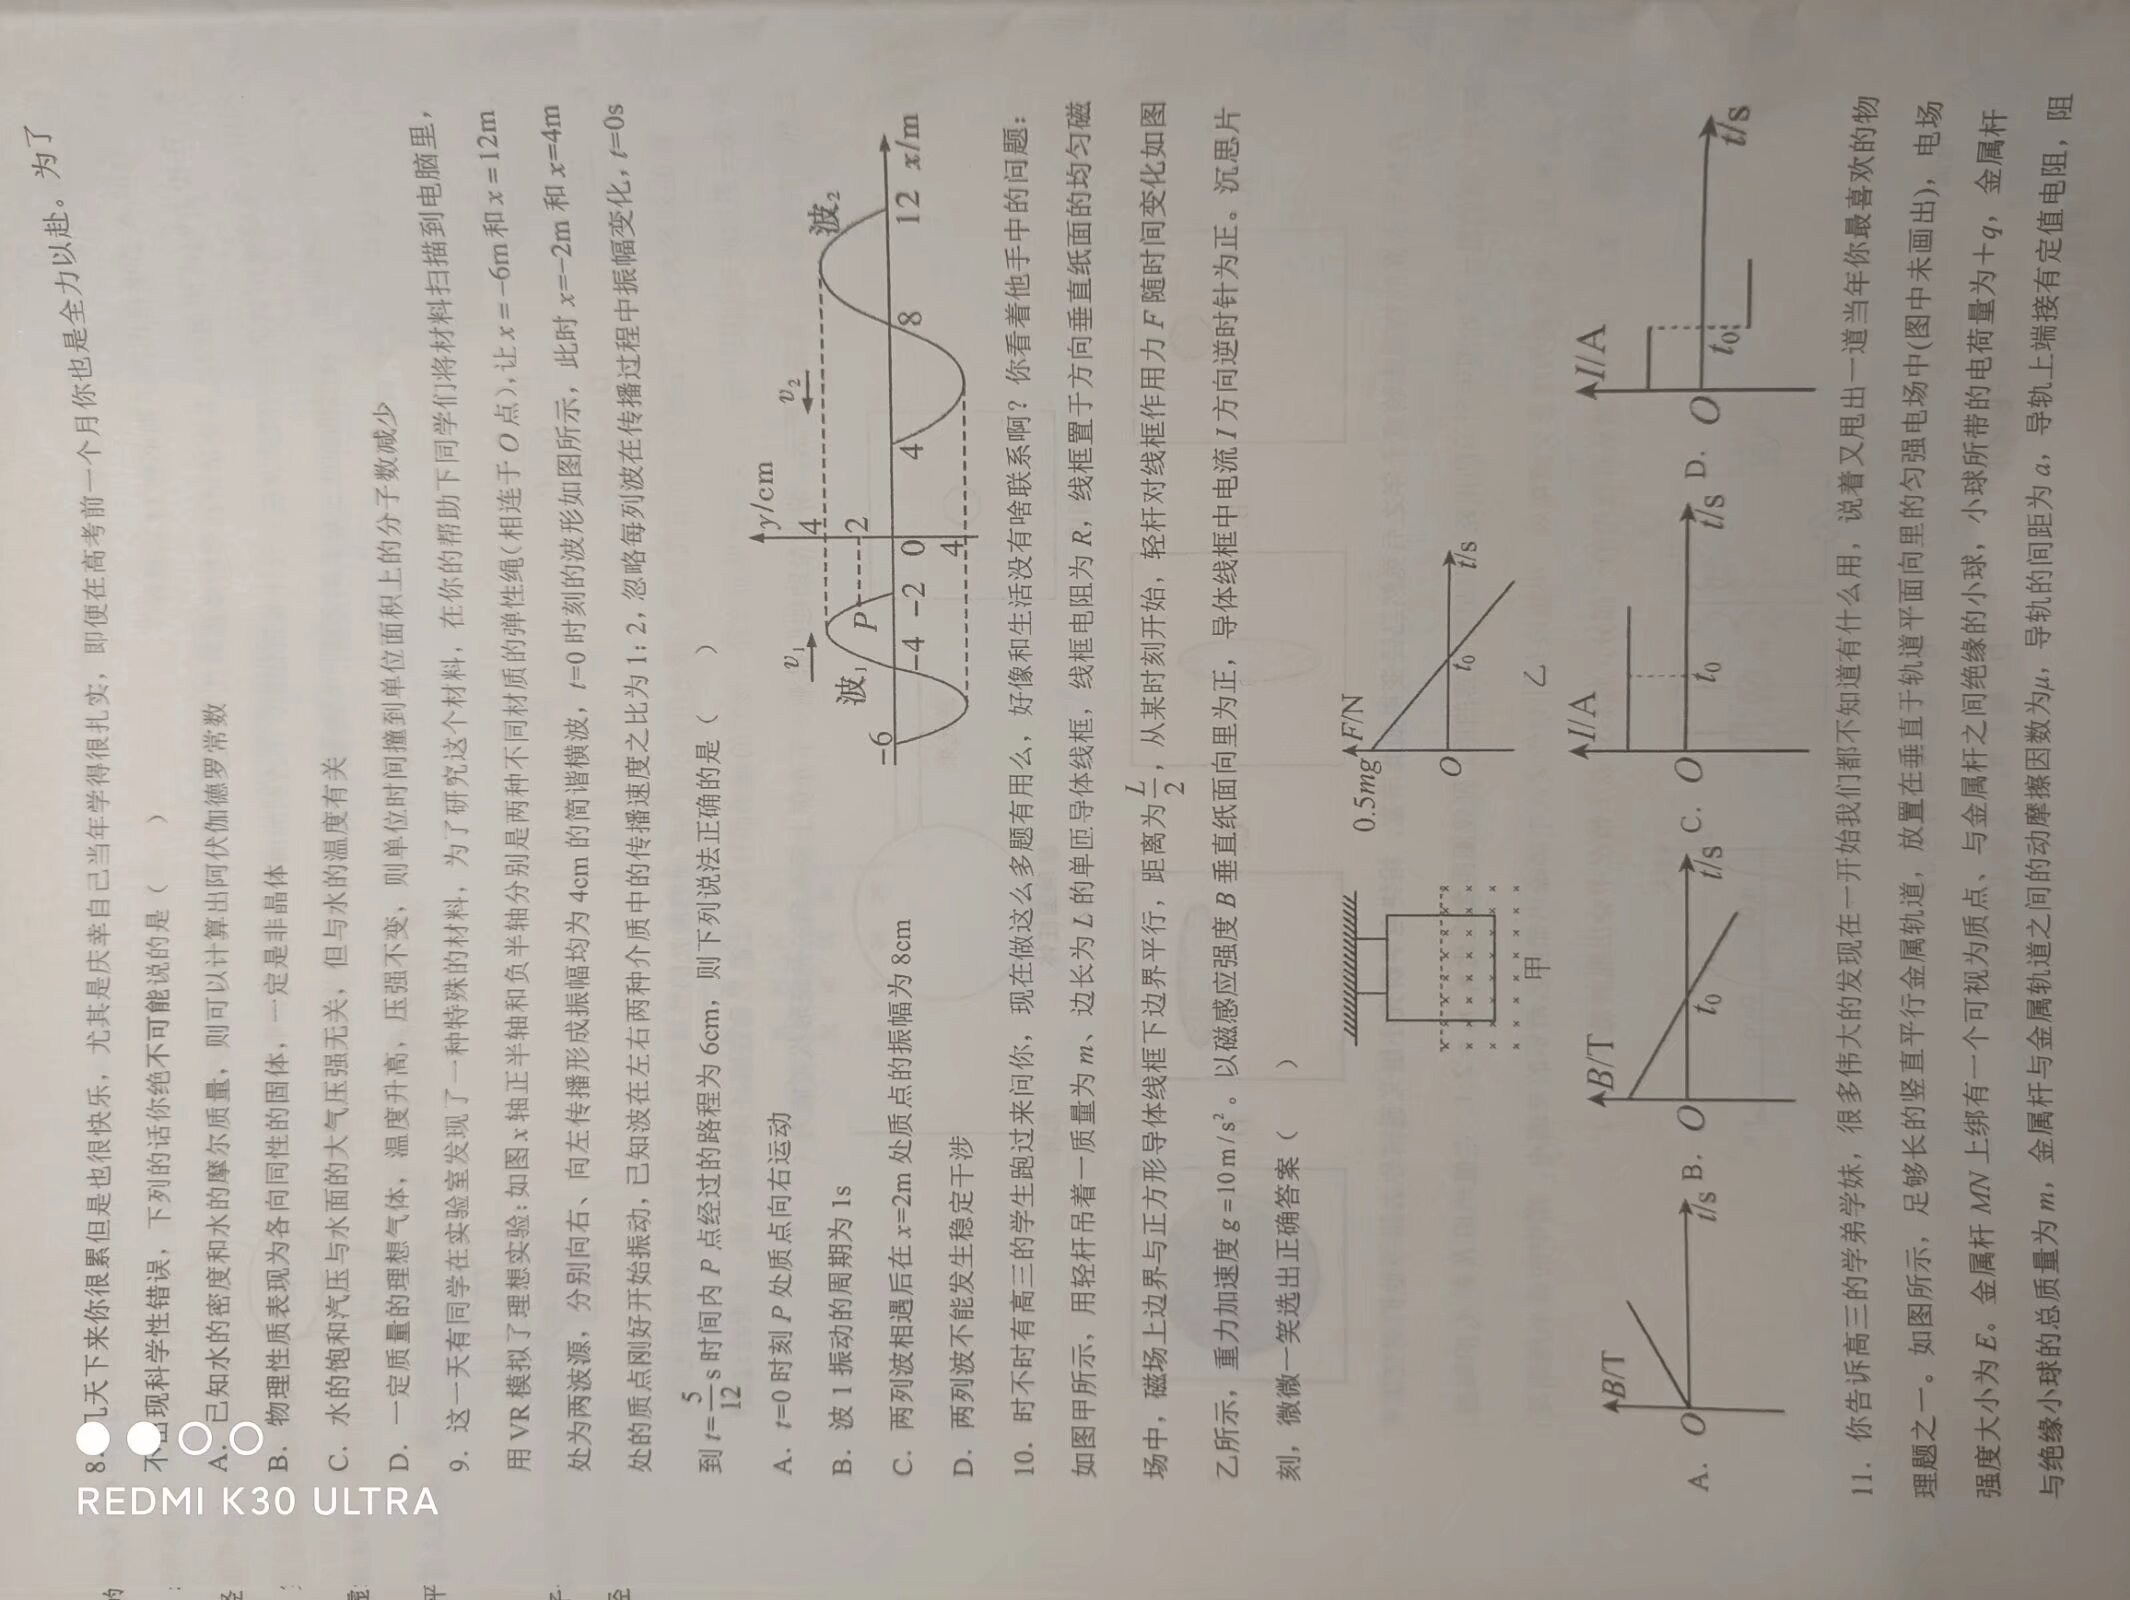 8.几天下来你很累但是也很快乐，尤其是庆幸自己当年学得很扎实，即便在高考前一个月你也是全力以赴。为了
不出现科学性错误，下列的话你绝不可能说的是（ ）
A．已知水的密度和水的摩尔质量，则可以计算出阿伏伽德罗常数
B．物理性质表现为各向同性的固体，一定是非晶体
C．水的饱和汽压与水面的大气压强无关，但与水的温度有关
D．一定质量的理想气体，温度升高，压强不变，则单位时间撞到单位面积上的分子数减少
9．这一天有同学在实验室发现了一种特殊的材料，为了研究这个材料，在你的帮助下同学们将材料扫描到电脑里，
用 VR 模拟了理想实验:如图 x 轴正半轴和负半轴分别是两种不同材质的弹性绳(相连于 O 点),让 x=-6m 和 x=12m
处为两波源，分别向右、向左传播形成振幅均为 4cm 的简谐横波，t=0 时刻的波形如图所示，此时 x=-2m 和 x=4m
处的质点刚好开始振动,已知波在左右两种介质中的传播速度之比为 1：2, 忽略每列波在传播过程中振幅变化, t=0s
到 t=5/12 s 时间内 P 点经过的路程为 6cm，则下列说法正确的是（ ）
y/cm
v₁
v₂
波₁
波₂
4
2
P
-6
-4
-2
0
4
4
8
12
x/m
A．t=0 时刻 P 处质点向右运动
B．波 1 振动的周期为 1s
C．两列波相遇后在 x=2m 处质点的振幅为 8cm
D．两列波不能发生稳定干涉
10．时不时有高三的学生跑过来问你，现在做这么多题有用么，好像和生活没有啥联系啊？你看着他手中的问题:
如图甲所示，用轻杆吊着一质量为 m、边长为 L 的单匝导体线框，线框电阻为 R，线框置于方向垂直纸面的均匀磁
场中，磁场上边界与正方形导体线框下边界平行，距离为 L/2，从某时刻开始，轻杆对线框作用力 F 随时间变化如图
乙所示，重力加速度 g=10m/s²。以磁感应强度 B 垂直纸面向里为正，导体线框中电流 I 方向逆时针为正。沉思片
刻，微微一笑选出正确答案（ ）
甲
F/N
0.5mg
O
t₀
t/s
乙
A．
B/T
O
t/s
B．
B/T
O
t₀
t/s
C．
I/A
O
t₀
t/s
D．
I/A
O
t₀
t/s
11．你告诉高三的学弟学妹，很多伟大的发现在一开始我们都不知道有什么用，说着又甩出一道当年你最喜欢的物
理题之一。如图所示，足够长的竖直平行金属轨道，放置在垂直于轨道平面向里的匀强电场中(图中未画出)，电场
强度大小为 E。金属杆 MN 上绑有一个可视为质点、与金属杆之间绝缘的小球，小球所带的电荷量为＋q，金属杆
与绝缘小球的总质量为 m，金属杆与金属轨道之间的动摩擦因数为μ，导轨的间距为 a，导轨上端接有定值电阻，阻
REDMI K30 ULTRA
的
径
平
径